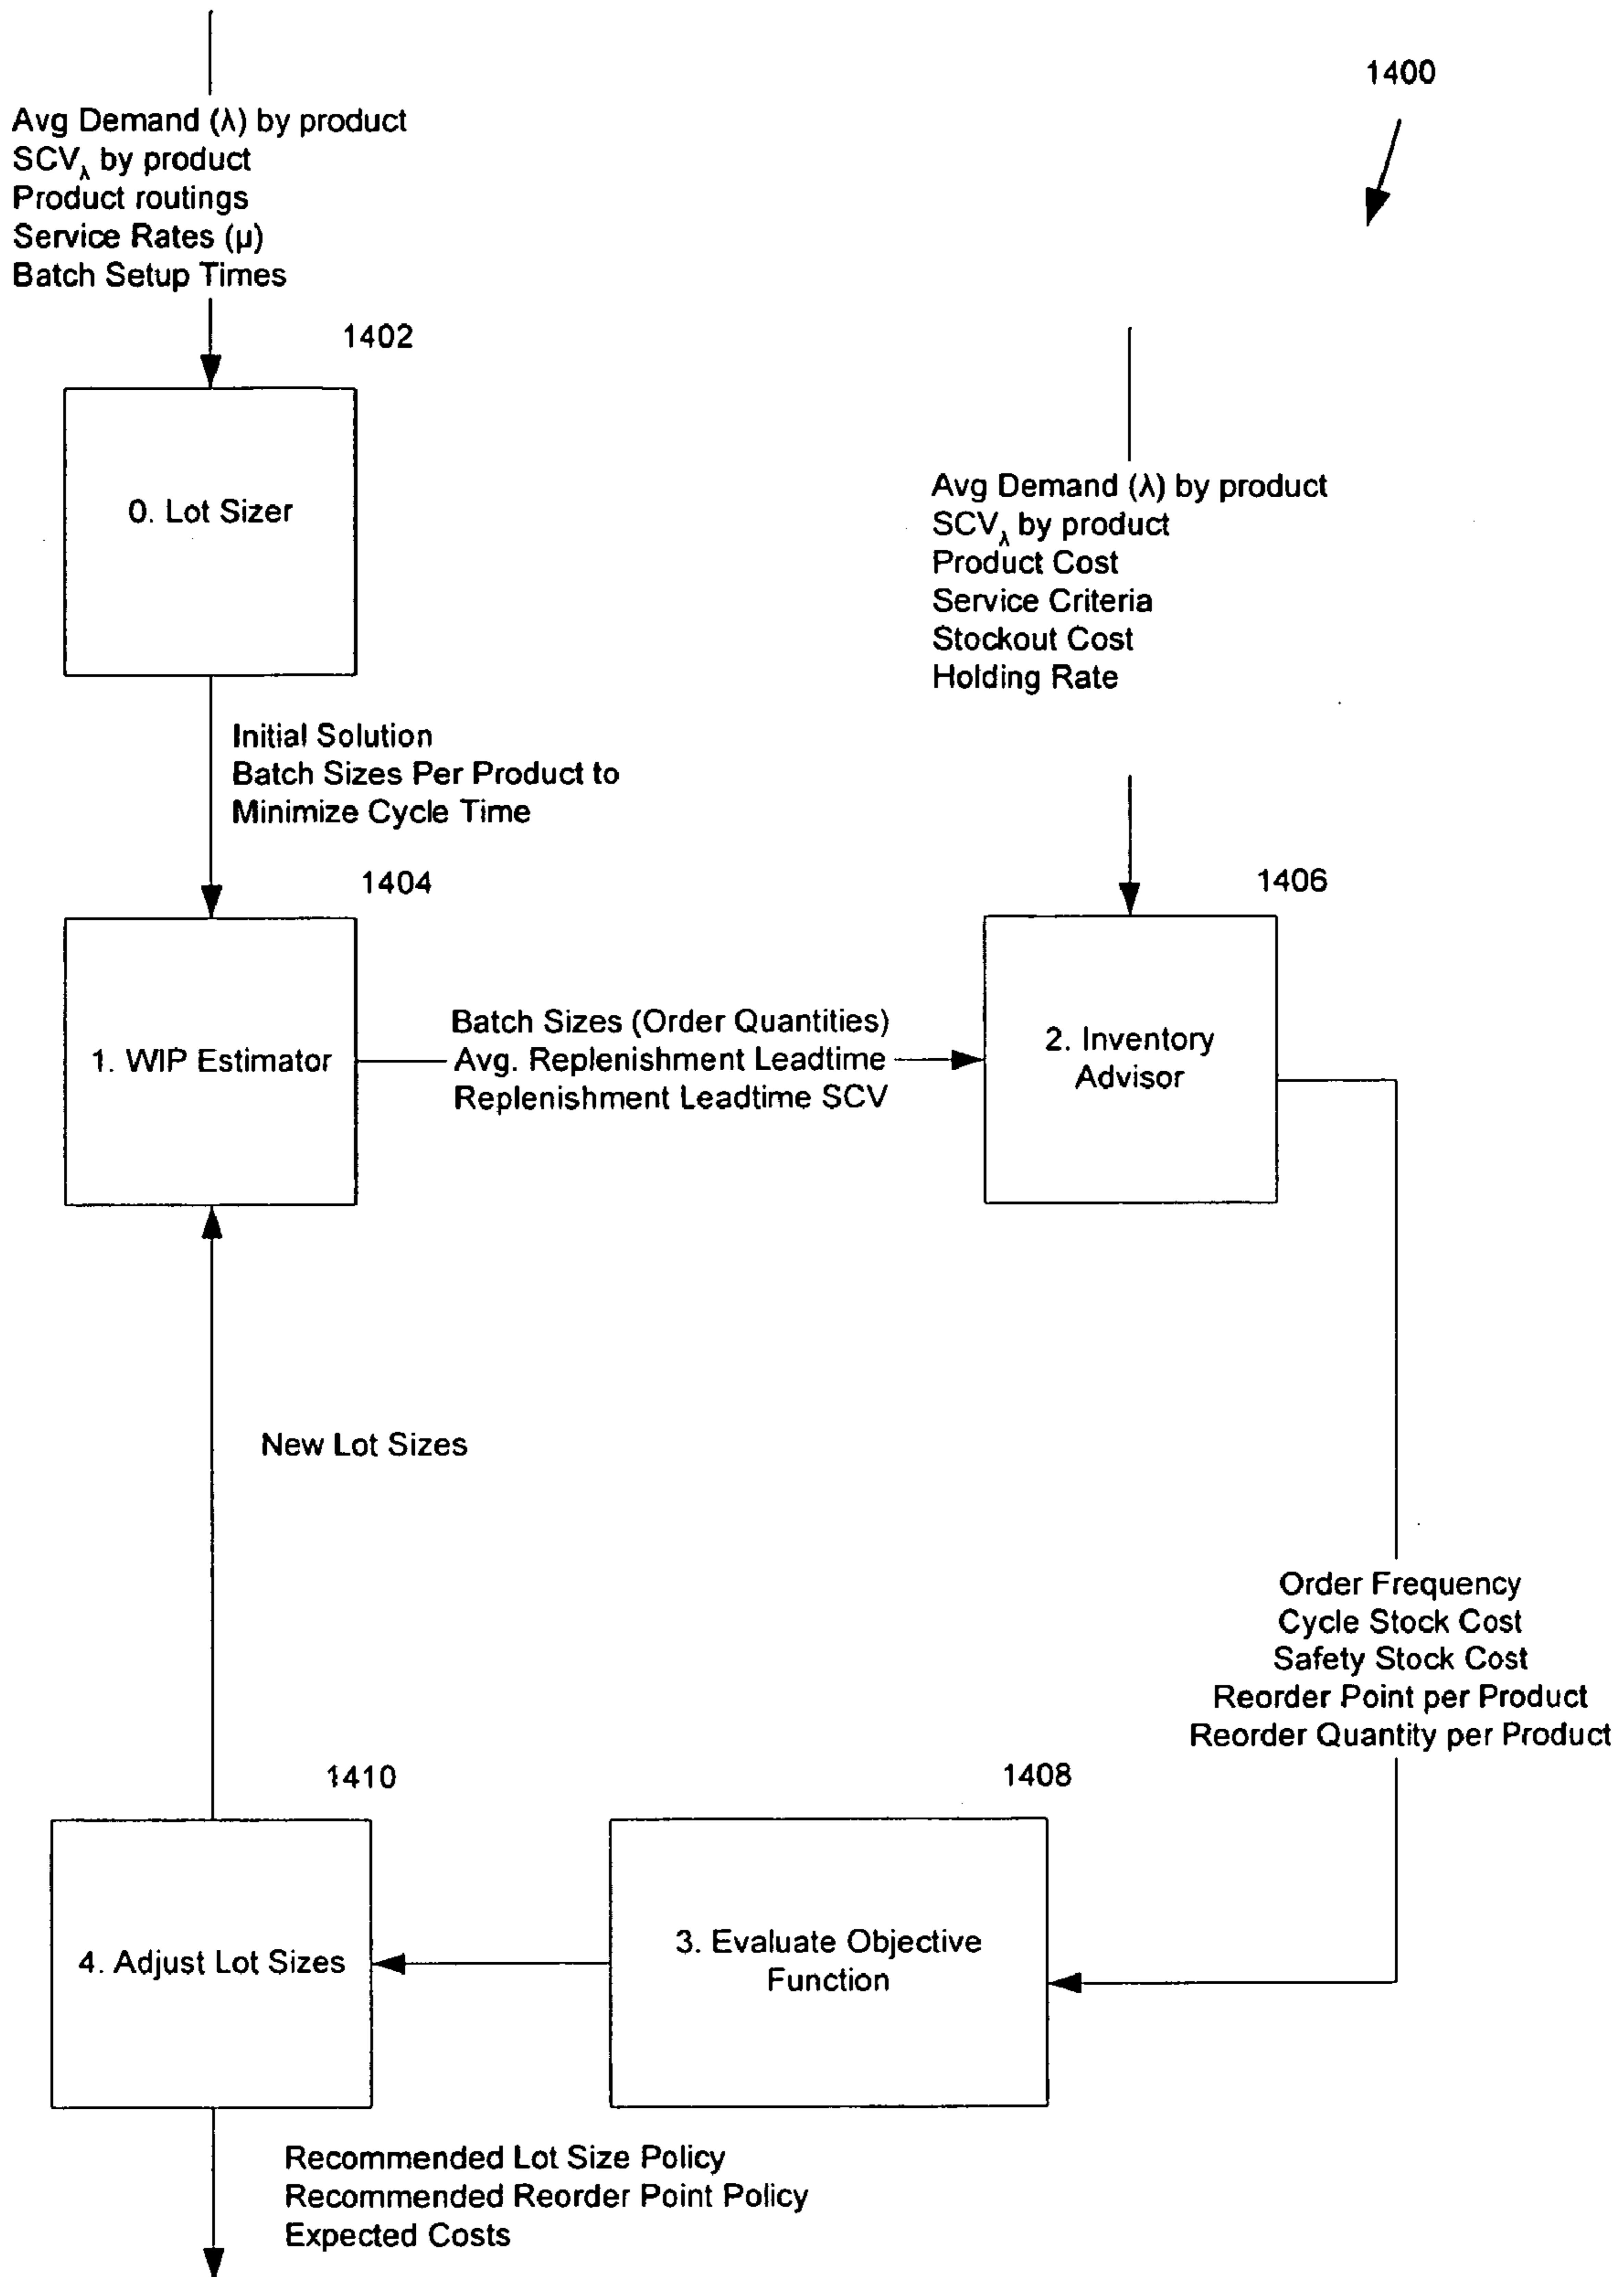 1400
Avg Demand (λ) by product
SCVλ by product
Product routings
Service Rates (μ)
Batch Setup Times
1402
0. Lot Sizer
Avg Demand (λ) by product
SCVλ by product
Product Cost
Service Criteria
Stockout Cost
Holding Rate
Initial Solution
Batch Sizes Per Product to
Minimize Cycle Time
1404
1406
1. WIP Estimator
Batch Sizes (Order Quantities)
Avg. Replenishment Leadtime
Replenishment Leadtime SCV
2. Inventory
Advisor
New Lot Sizes
Order Frequency
Cycle Stock Cost
Safety Stock Cost
Reorder Point per Product
Reorder Quantity per Product
1410
1408
4. Adjust Lot Sizes
3. Evaluate Objective
Function
Recommended Lot Size Policy
Recommended Reorder Point Policy
Expected Costs